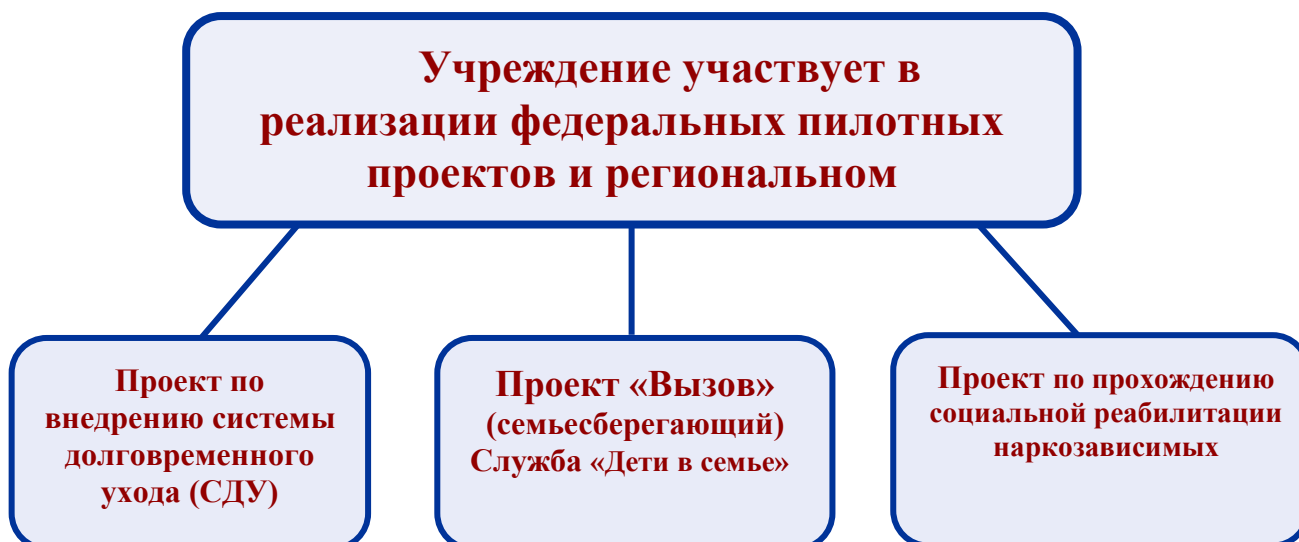 Учреждение участвует в
реализации федеральных пилотных
проектов и региональном
Проект по
внедрению системы
долговременного
ухода (СДУ)
Проект «Вызов»
(семьесберегающий)
Служба «Дети в семье»
Проект по прохождению
социальной реабилитации
наркозависимых